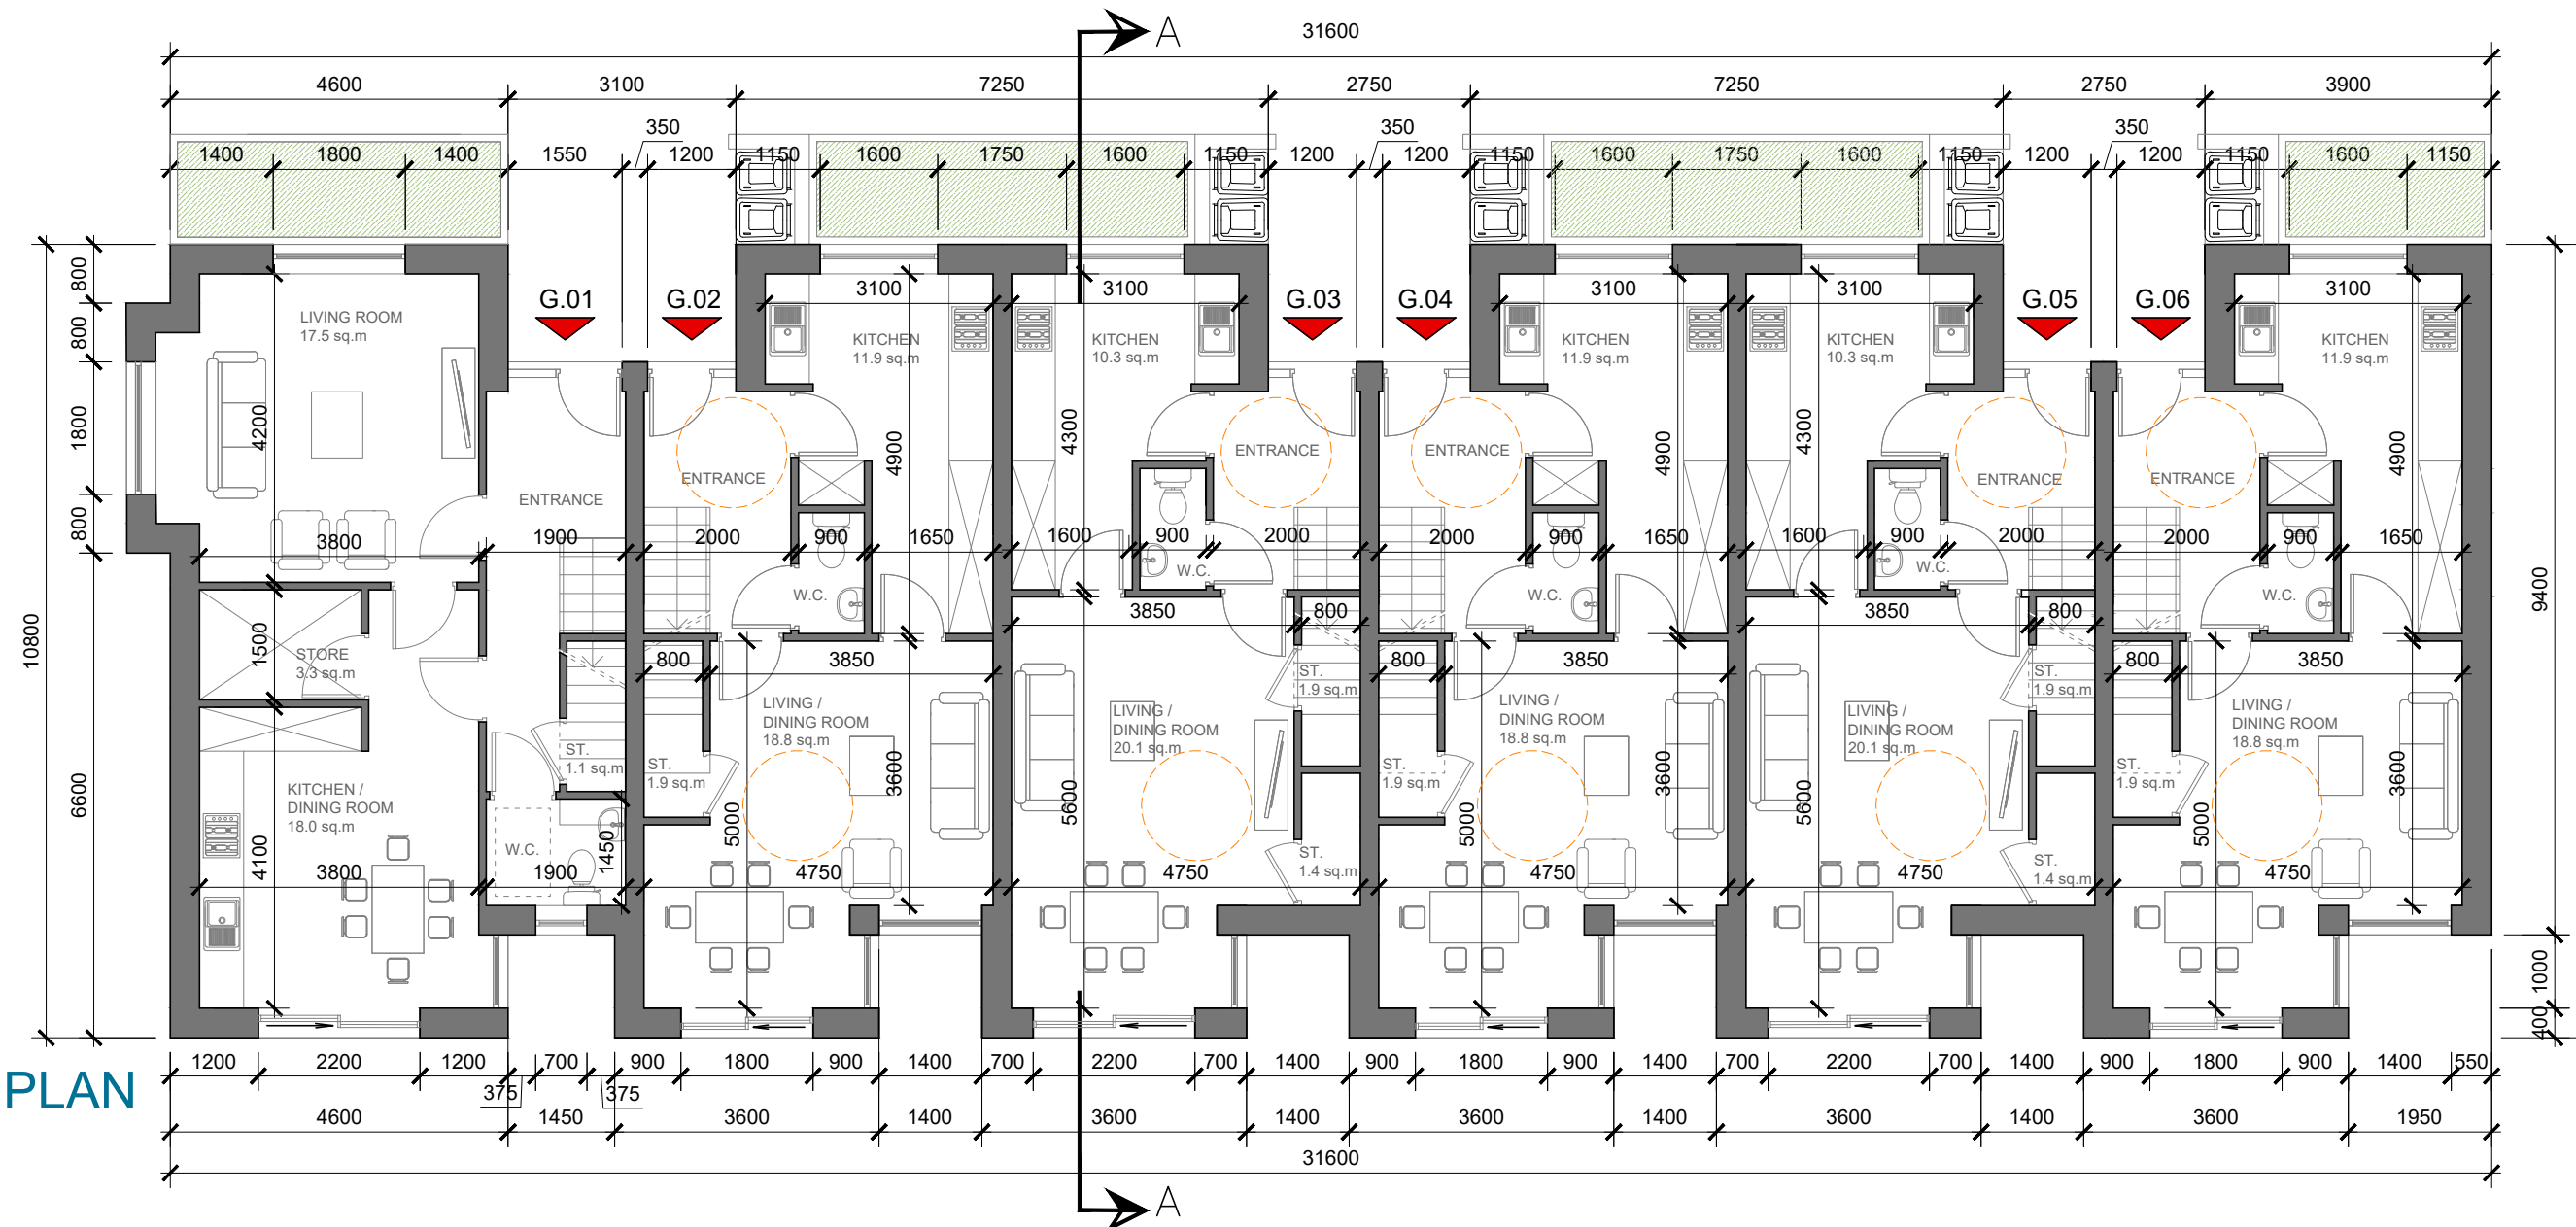 A
31600
4600 3100 7250 2750 7250 2750 3900
350 350 350
1400 1800 1400 1550 1200 1150 1600 1750 1600 1150 1200 1200 1150 1600 1750 1600 1150 1200 1200 1150 1600 1150
G.01 G.02 G.03 G.04 G.05 G.06
3100 3100 3100 3100 3100
800
800
1800
800
6600
10800
9400
1000
400
LIVING ROOM
17.5 sq.m
4200
3800
ENTRANCE
1900
1500
STORE
3.3 sq.m
KITCHEN /
DINING ROOM
18.0 sq.m
4100
3800
ST.
1.1 sq.m
W.C.
1450
1900
KITCHEN
11.9 sq.m
4900
ENTRANCE
2000 900 1650
W.C.
800 3850
LIVING /
DINING ROOM
18.8 sq.m
ST.
1.9 sq.m
5000
3600
4750
KITCHEN
10.3 sq.m
4300
ENTRANCE
1600 900 2000
W.C.
3850 800
ST.
1.9 sq.m
LIVING /
DINING ROOM
20.1 sq.m
5600
ST.
1.4 sq.m
4750
KITCHEN
11.9 sq.m
4900
ENTRANCE
2000 900 1650
W.C.
800 3850
LIVING /
DINING ROOM
18.8 sq.m
ST.
1.9 sq.m
5000
3600
4750
KITCHEN
10.3 sq.m
4300
ENTRANCE
1600 900 2000
W.C.
3850 800
ST.
1.9 sq.m
LIVING /
DINING ROOM
20.1 sq.m
5600
ST.
1.4 sq.m
4750
KITCHEN
11.9 sq.m
4900
ENTRANCE
2000 900 1650
W.C.
800 3850
LIVING /
DINING ROOM
18.8 sq.m
ST.
1.9 sq.m
5000
3600
4750
1200 2200 1200 700 900 1800 900 1400 700 2200 700 1400 900 1800 900 1400 700 2200 700 1400 900 1800 900 1400 550
PLAN
375 375
4600 1450 3600 1400 3600 1400 3600 1400 3600 1400 3600 1950
31600
A